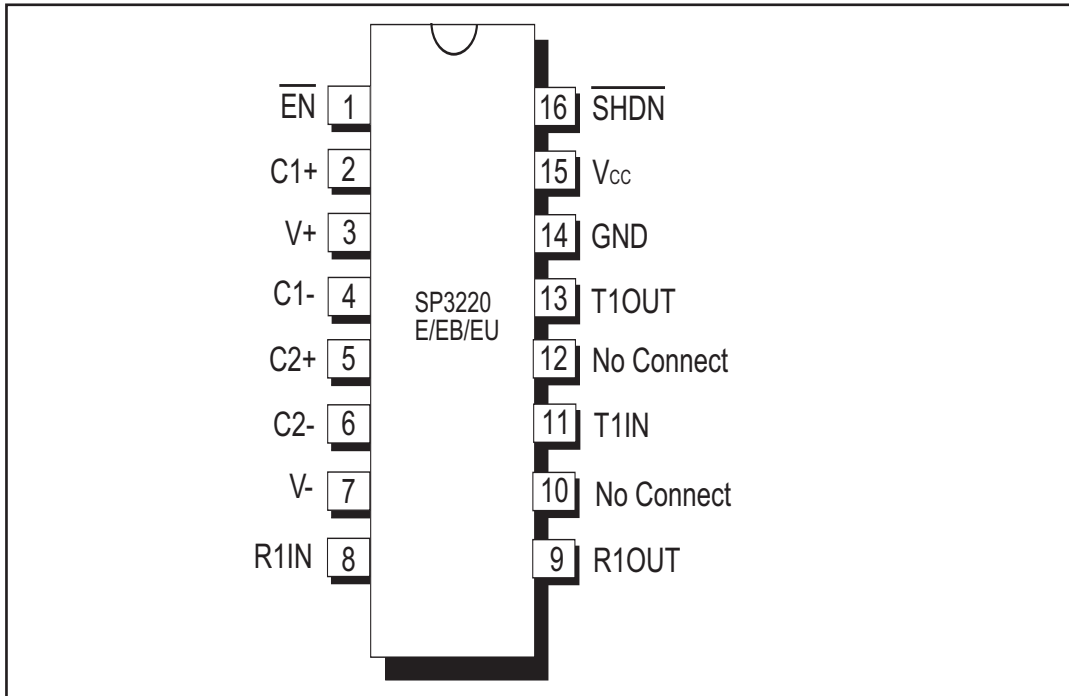 EN 1
C1+ 2
V+ 3
C1- 4
C2+ 5
C2- 6
V- 7
R1IN 8
SP3220
E/EB/EU
16 SHDN
15 Vcc
14 GND
13 T1OUT
12 No Connect
11 T1IN
10 No Connect
9 R1OUT